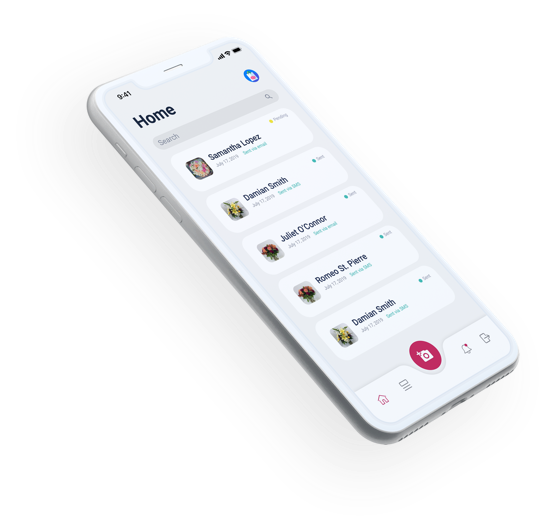 9:41
Home
Search
Pending
Samantha Lopez
July 17, 2019 Sent via email
Sent
Damian Smith
July 17, 2019 Sent via SMS
Sent
Juliet O'Connor
July 17, 2019 Sent via email
Sent
Romeo St. Pierre
July 17, 2019 Sent via SMS
Sent
Damian Smith
July 17, 2019 Sent via SMS